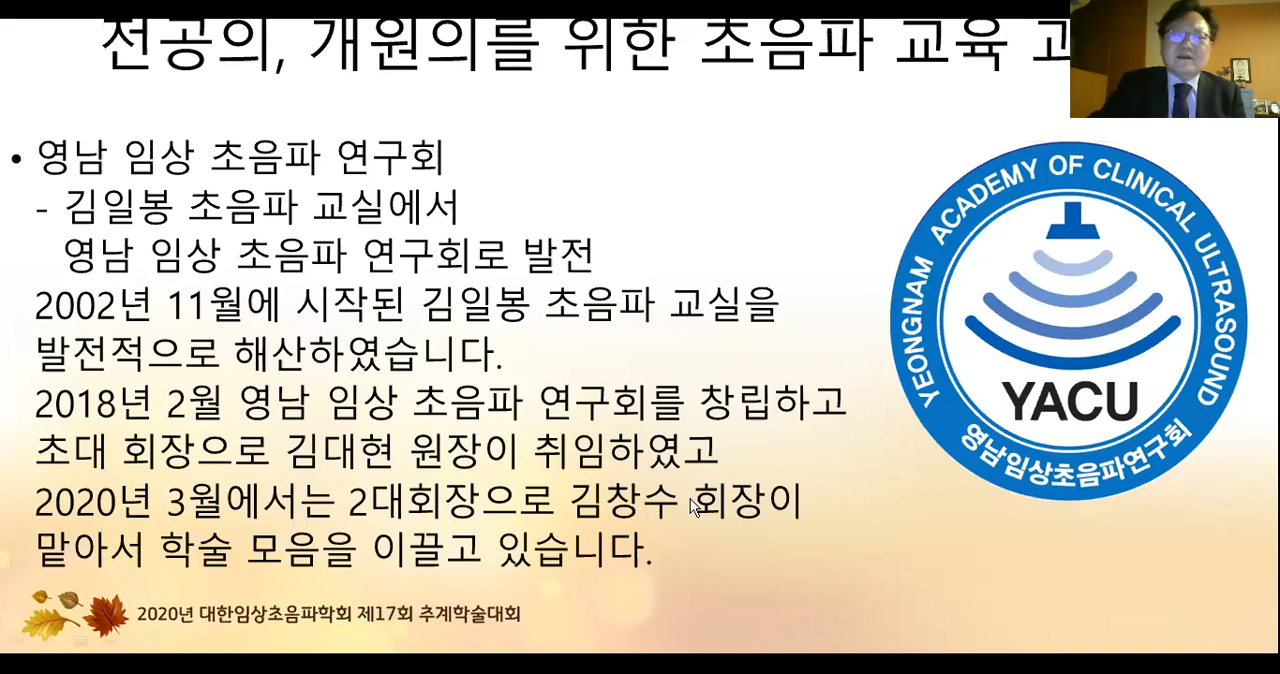 전공의, 개원의를 위한 초음파 교육
• 영남 임상 초음파 연구회
- 김일봉 초음파 교실에서
영남 임상 초음파 연구회로 발전
2002년 11월에 시작된 김일봉 초음파 교실을
발전적으로 해산하였습니다.
2018년 2월 영남 임상 초음파 연구회를 창립하고
초대 회장으로 김대현 원장이 취임하였고
2020년 3월에서는 2대회장으로 김창수 회장이
맡아서 학술 모음을 이끌고 있습니다.
YEONGNAM ACADEMY OF CLINICAL ULTRASOUND
YACU
영남임상초음파연구회
2020년 대한임상초음파학회 제17회 추계학술대회